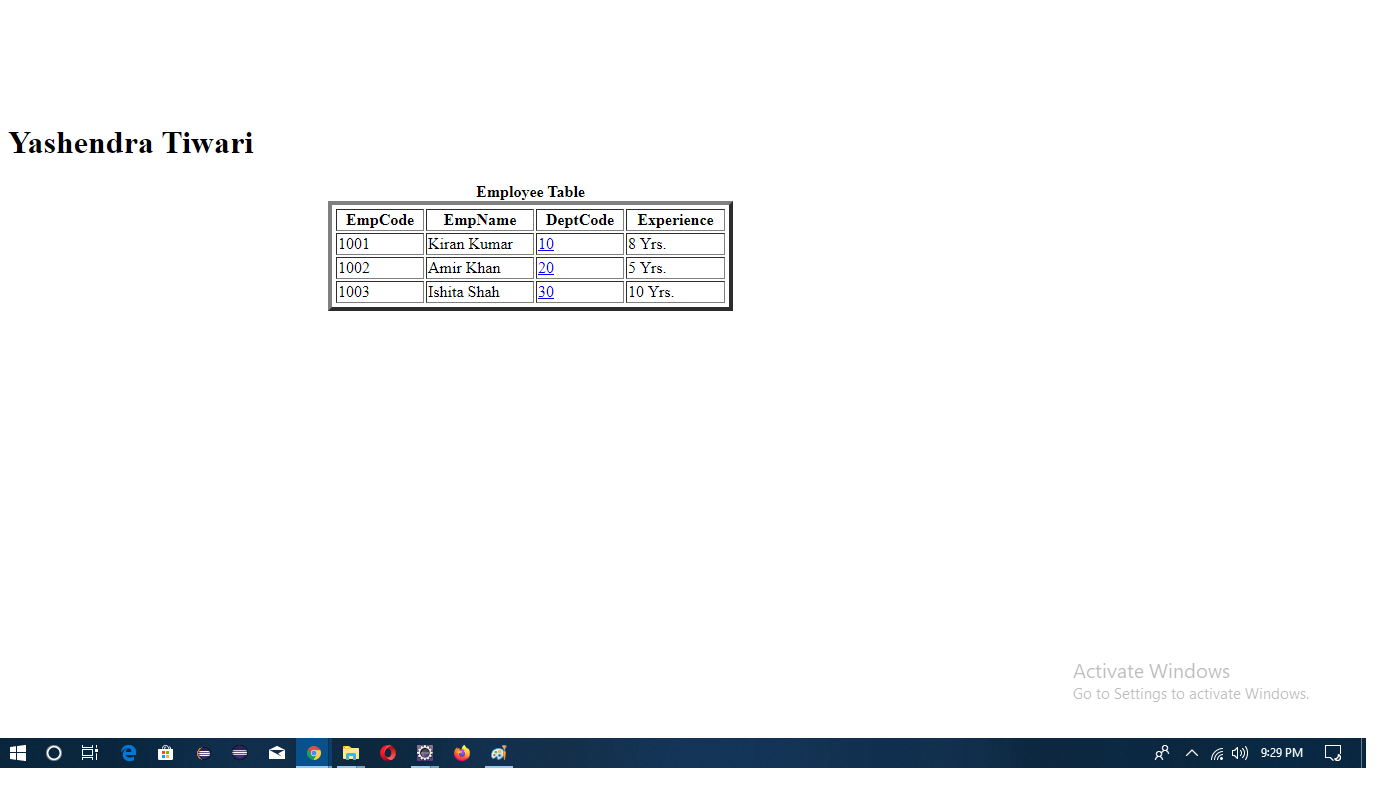 Yashendra Tiwari
Employee Table
EmpCode EmpName DeptCode Experience
1001 Kiran Kumar 10 8 Yrs.
1002 Amir Khan 20 5 Yrs.
1003 Ishita Shah 30 10 Yrs.
Activate Windows
Go to Settings to activate Windows.
9:29 PM